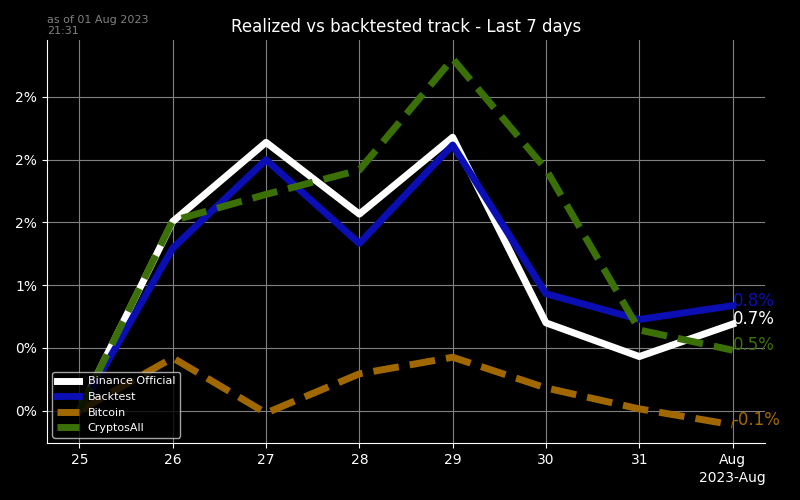 as of 01 Aug 2023
21:31
Realized vs backtested track - Last 7 days
2%
2%
2%
1%
0%
0%
0.8%
0.7%
0.5%
-0.1%
Binance Official
Backtest
Bitcoin
CryptosAll
25 26 27 28 29 30 31 Aug
2023-Aug